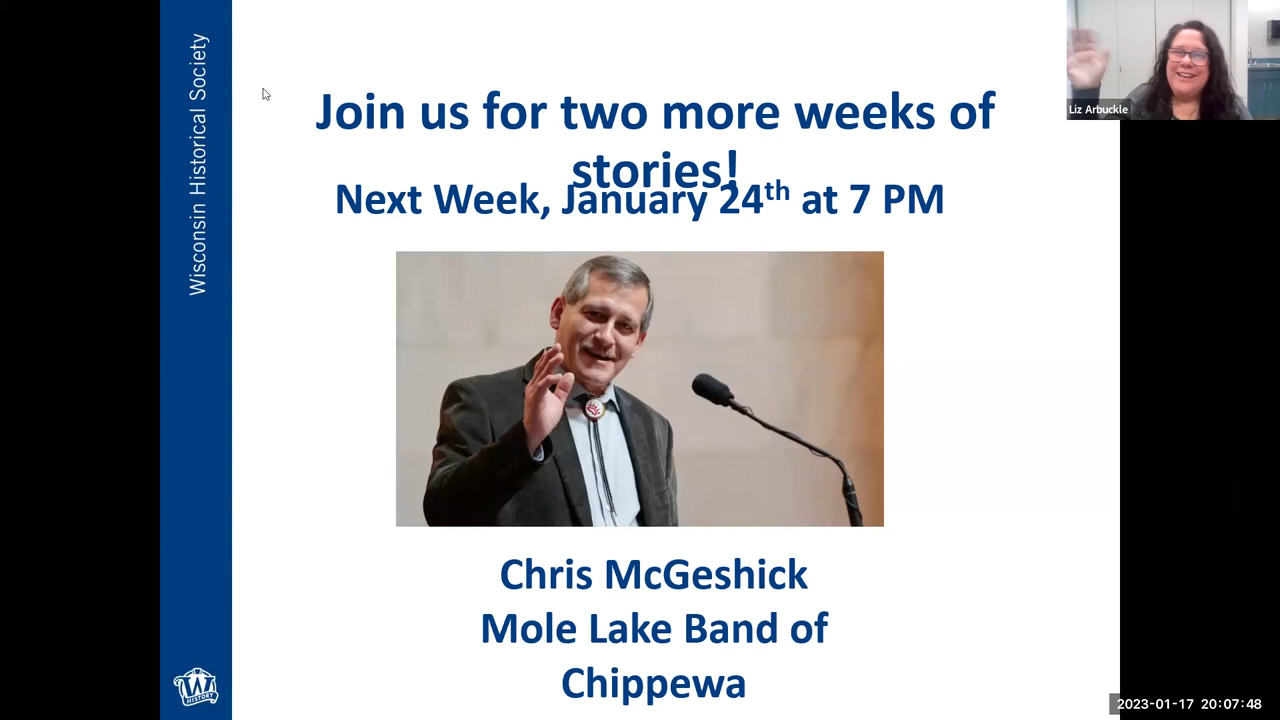 Wisconsin Historical Society
Join us for two more weeks of
stories!
Next Week, January 24th at 7 PM
Liz Arbuckle
Chris McGeshick
Mole Lake Band of
Chippewa
W
HISTORY
2023-01-17 20:07:48